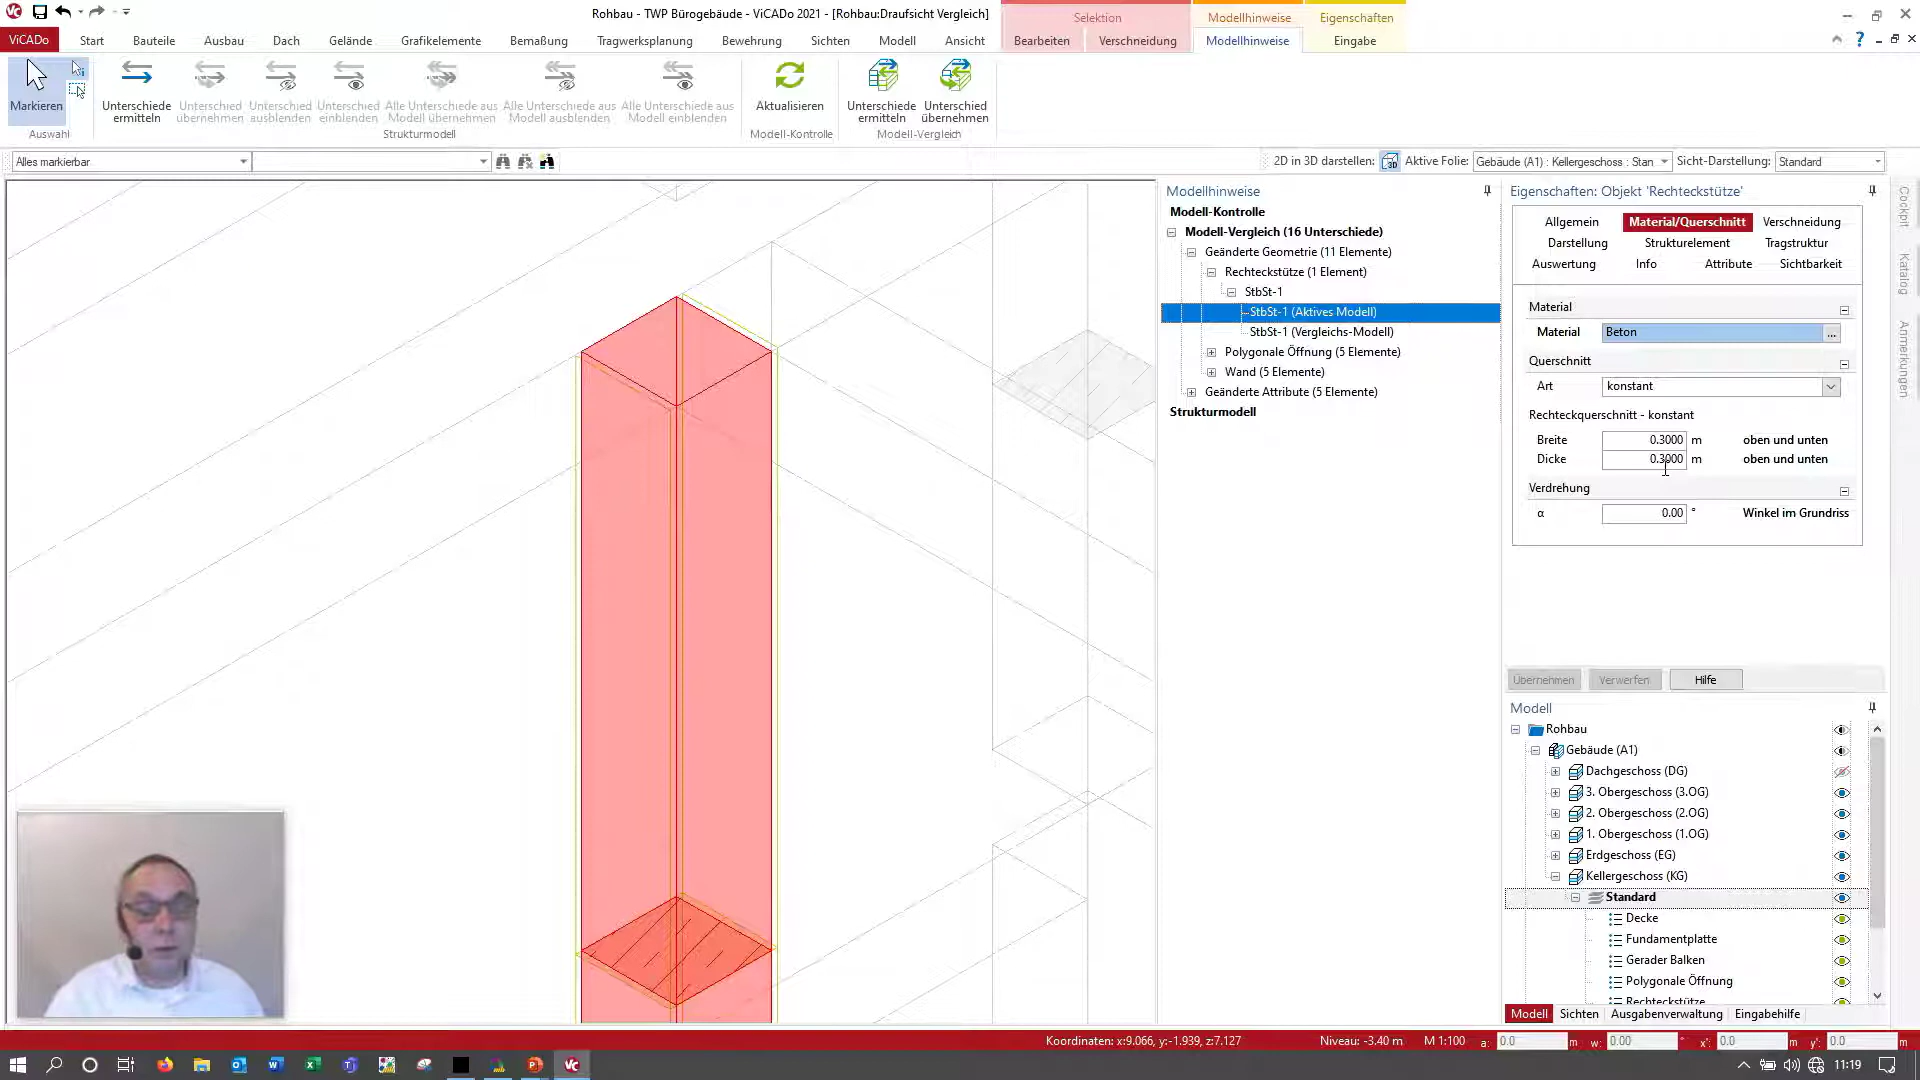 Rohbau - TWP Bürogebäude - ViCADo 2021 - [Rohbau:Draufsicht Vergleich]
Selektion
Modellhinweise
Eigenschaften
ViCADo Start Bauteile Ausbau Dach Gelände Grafikelemente Bemaßung Tragwerksplanung Bewehrung Sichten Modell Ansicht Bearbeiten Verschneidung Modellhinweise Eingabe
Markieren
Auswahl
Unterschiede ermitteln
Unterschied übernehmen
Unterschied ausblenden
Unterschied einblenden
Alle Unterschiede aus Modell übernehmen
Alle Unterschiede aus Modell ausblenden
Alle Unterschiede aus Modell einblenden
Strukturmodell
Aktualisieren
Modell-Kontrolle
Unterschiede ermitteln
Unterschied übernehmen
Modell-Vergleich
Alles markierbar
2D in 3D darstellen: Aktive Folie: Gebäude (A1) : Kellergeschoss : Stan Sicht-Darstellung: Standard
Modellhinweise
Modell-Kontrolle
Modell-Vergleich (16 Unterschiede)
Geänderte Geometrie (11 Elemente)
Rechteckstütze (1 Element)
StbSt-1
StbSt-1 (Aktives Modell)
StbSt-1 (Vergleichs-Modell)
Polygonale Öffnung (5 Elemente)
Wand (5 Elemente)
Geänderte Attribute (5 Elemente)
Strukturmodell
Eigenschaften: Objekt 'Rechteckstütze'
Allgemein Material/Querschnitt Verschneidung
Darstellung Strukturelement Tragstruktur
Auswertung Info Attribute Sichtbarkeit
Material
Material Beton ...
Querschnitt
Art konstant
Rechteckquerschnitt - konstant
Breite 0.3000 m oben und unten
Dicke 0.3000 m oben und unten
Verdrehung
α 0.00 ° Winkel im Grundriss
Übernehmen Verwerfen Hilfe
Modell
Rohbau
Gebäude (A1)
Dachgeschoss (DG)
3. Obergeschoss (3.OG)
2. Obergeschoss (2.OG)
1. Obergeschoss (1.OG)
Erdgeschoss (EG)
Kellergeschoss (KG)
Standard
Decke
Fundamentplatte
Gerader Balken
Polygonale Öffnung
Rechteckstütze
Modell Sichten Ausgabenverwaltung Eingabehilfe
Cockpit
Katalog
Anmerkungen
Koordinaten: x:9.066, y:-1.939, z:7.127 Niveau: -3.40 m M 1:100 a: 0.0 m w: 0.00 ° x' 0.0 m y' 0.0 m
11:19